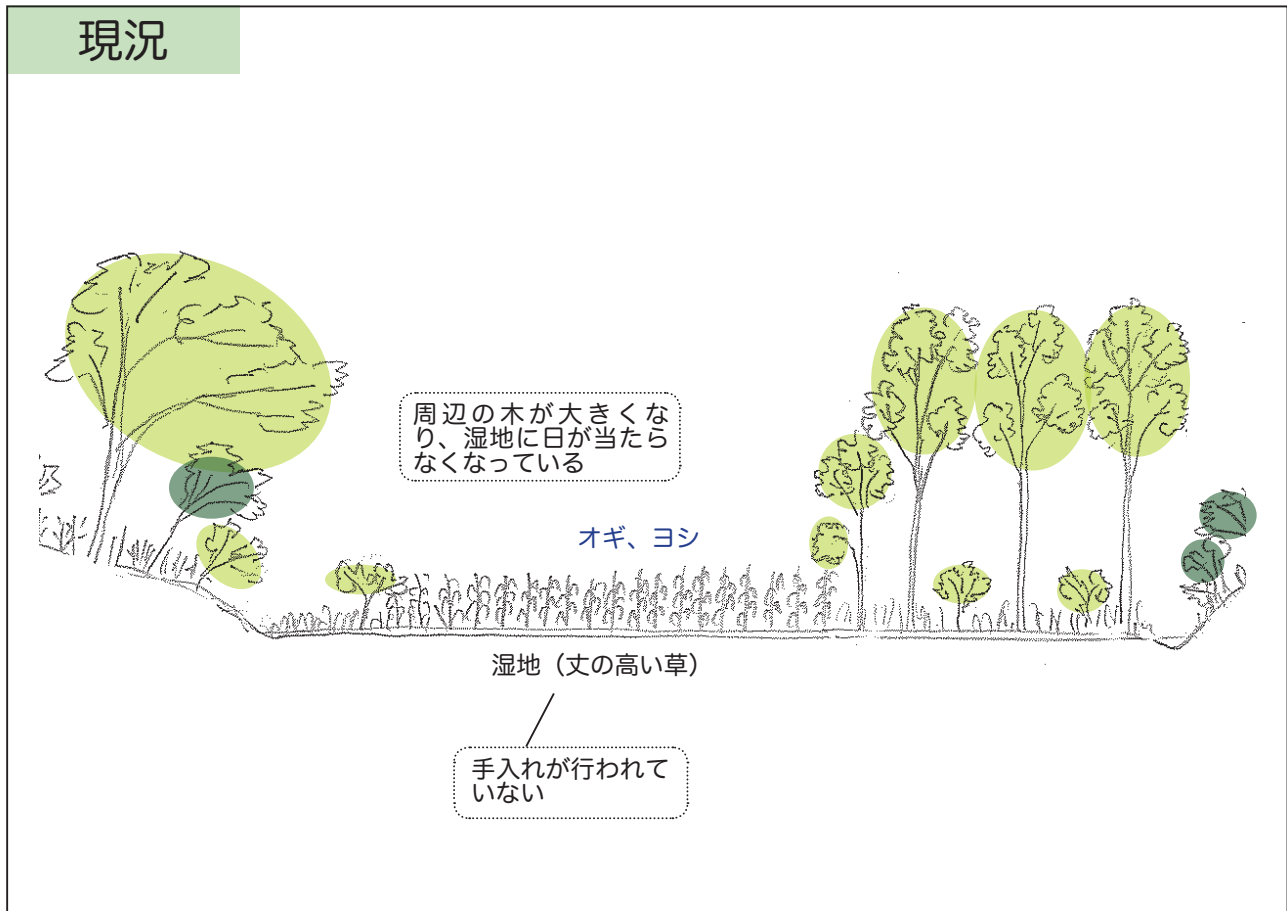 現況
周辺の木が大きくな
り、湿地に日が当たら
なくなっている
オギ、ヨシ
湿地（丈の高い草）
手入れが行われて
いない